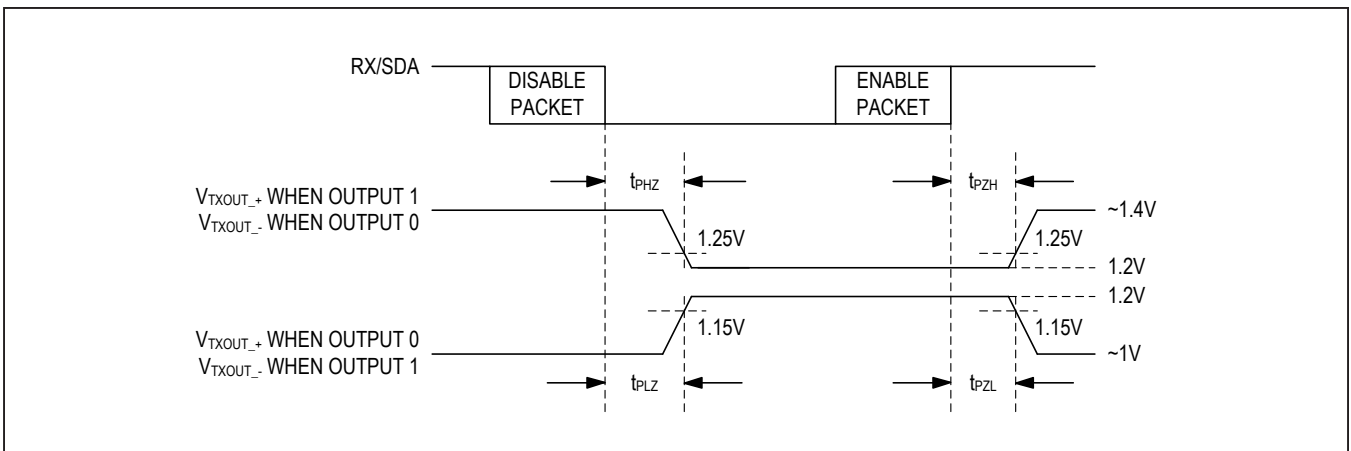 RX/SDA
DISABLE
PACKET
ENABLE
PACKET
tPHZ
tPZH
VTXOUT_+ WHEN OUTPUT 1
VTXOUT_- WHEN OUTPUT 0
~1.4V
1.25V
1.25V
1.2V
1.2V
1.15V
1.15V
VTXOUT_+ WHEN OUTPUT 0
VTXOUT_- WHEN OUTPUT 1
~1V
tPLZ
tPZL